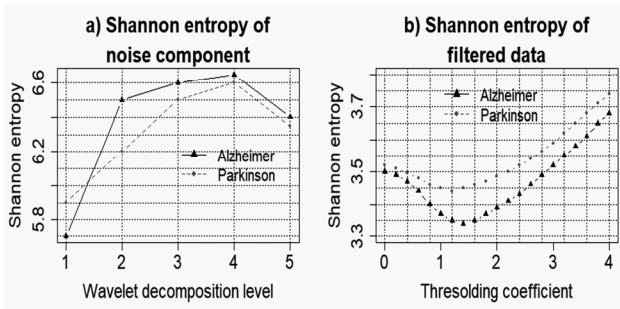 a) Shannon entropy of
noise component
Shannon entropy
6.6
6.2
5.8
Alzheimer
Parkinson
1 2 3 4 5
Wavelet decomposition level
b) Shannon entropy of
filtered data
Shannon entropy
3.7
3.5
3.3
Alzheimer
Parkinson
0 1 2 3 4
Thresolding coefficient